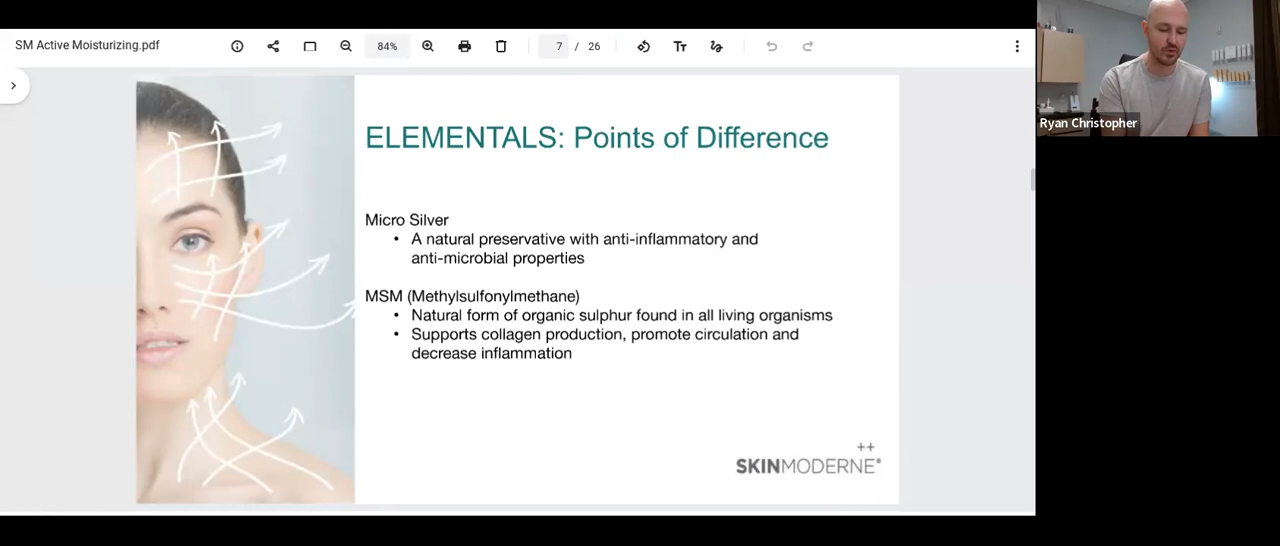 SM Active Moisturizing.pdf
84%
7 / 26
Tт
Ryan Christopher
ELEMENTALS: Points of Difference
Micro Silver
• A natural preservative with anti-inflammatory and
anti-microbial properties
MSM (Methylsulfonylmethane)
• Natural form of organic sulphur found in all living organisms
• Supports collagen production, promote circulation and
decrease inflammation
++
SKINMODERNE®